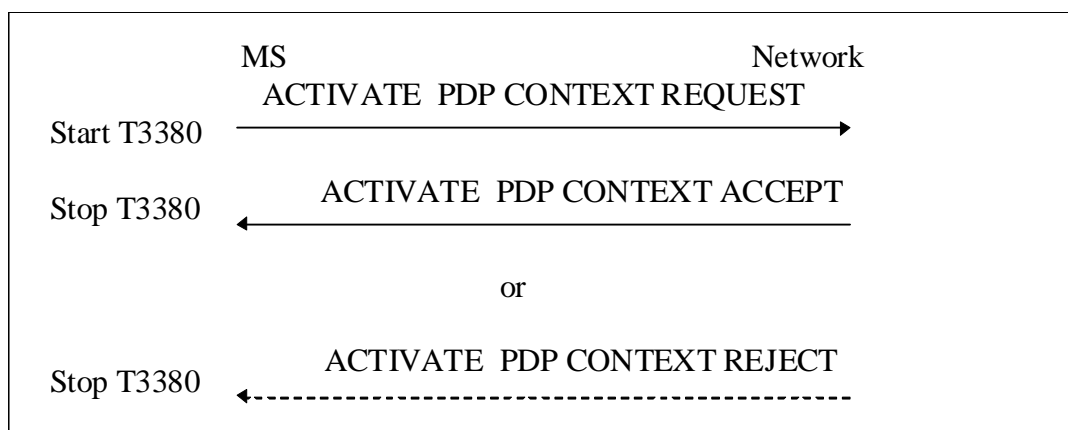 MS Network
ACTIVATE PDP CONTEXT REQUEST
Start T3380
ACTIVATE PDP CONTEXT ACCEPT
Stop T3380
or
ACTIVATE PDP CONTEXT REJECT
Stop T3380